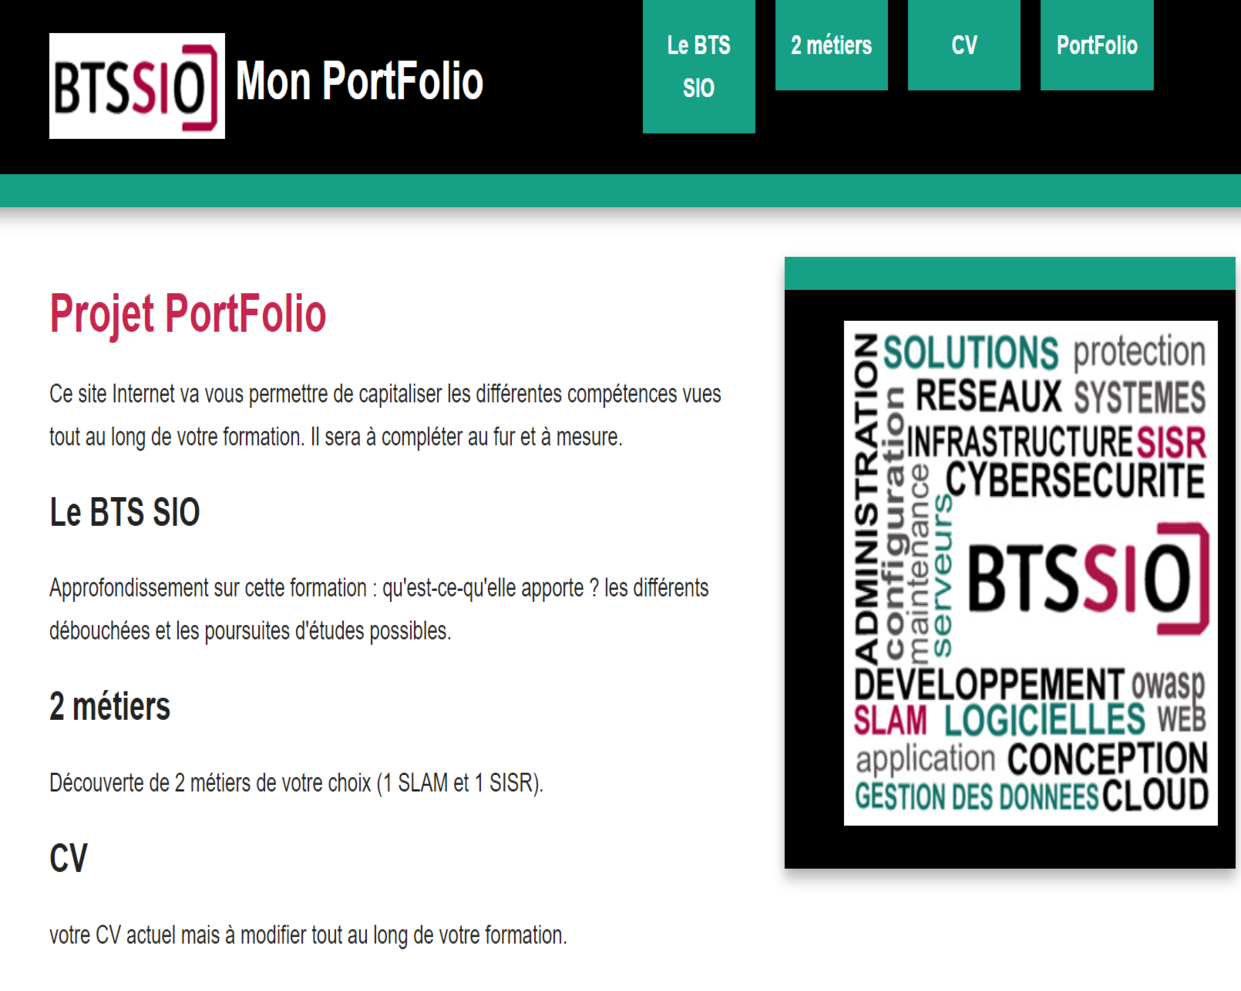 BTSSIO
Mon PortFolio
Le BTS
SIO
2 métiers
CV
PortFolio
Projet PortFolio
Ce site Internet va vous permettre de capitaliser les différentes compétences vues
tout au long de votre formation. Il sera à compléter au fur et à mesure.
Le BTS SIO
Approfondissement sur cette formation : qu'est-ce-qu'elle apporte ? les différents
débouchées et les poursuites d'études possibles.
2 métiers
Découverte de 2 métiers de votre choix (1 SLAM et 1 SISR).
CV
votre CV actuel mais à modifier tout au long de votre formation.
ADMINISTRATION
configuration
maintenance
serveurs
SOLUTIONS protection
RESEAUX SYSTEMES
INFRASTRUCTURE SISR
CYBERSECURITE
BTSSIO
DEVELOPPEMENT owasp
SLAM LOGICIELLES WEB
application CONCEPTION
GESTION DES DONNEES CLOUD